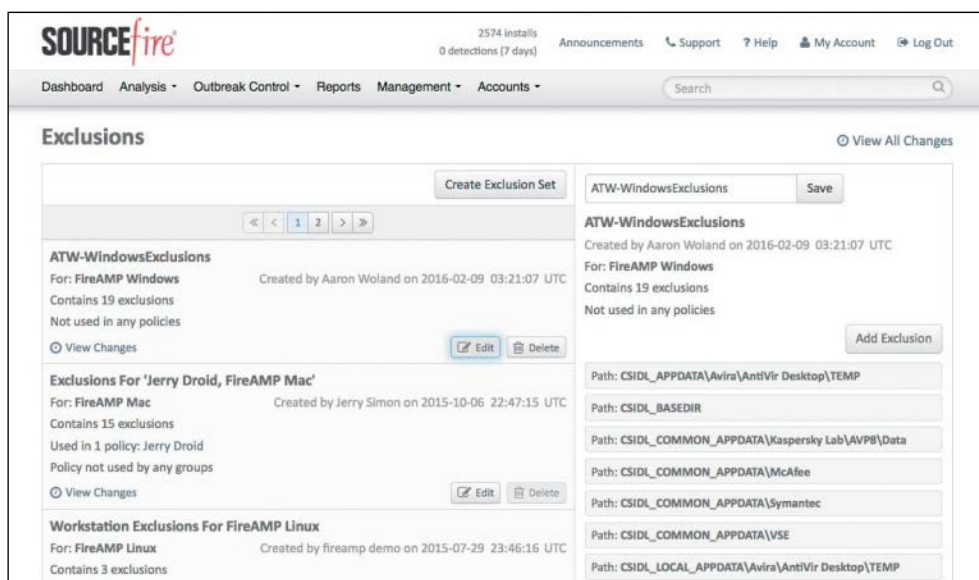 SOURCEfire®
2574 installs
0 detections (7 days)
Announcements
Support
? Help
My Account
Log Out
Dashboard
Analysis
Outbreak Control
Reports
Management
Accounts
Search
Exclusions
View All Changes
Create Exclusion Set
« < 1 2 > »
ATW-WindowsExclusions
For: FireAMP Windows
Created by Aaron Woland on 2016-02-09 03:21:07 UTC
Contains 19 exclusions
Not used in any policies
View Changes
Edit
Delete
Exclusions For 'Jerry Droid, FireAMP Mac'
For: FireAMP Mac
Created by Jerry Simon on 2015-10-06 22:47:15 UTC
Contains 15 exclusions
Used in 1 policy: Jerry Droid
Policy not used by any groups
View Changes
Edit
Delete
Workstation Exclusions For FireAMP Linux
For: FireAMP Linux
Created by fireamp demo on 2015-07-29 23:46:16 UTC
Contains 3 exclusions
ATW-WindowsExclusions
Save
ATW-WindowsExclusions
Created by Aaron Woland on 2016-02-09 03:21:07 UTC
For: FireAMP Windows
Contains 19 exclusions
Not used in any policies
Add Exclusion
Path: CSIDL_APPDATA\Avira\AntiVir Desktop\TEMP
Path: CSIDL_BASEDIR
Path: CSIDL_COMMON_APPDATA\Kaspersky Lab\AVP8\Data
Path: CSIDL_COMMON_APPDATA\McAfee
Path: CSIDL_COMMON_APPDATA\Symantec
Path: CSIDL_COMMON_APPDATA\VSE
Path: CSIDL_LOCAL_APPDATA\Avira\AntiVir Desktop\TEMP